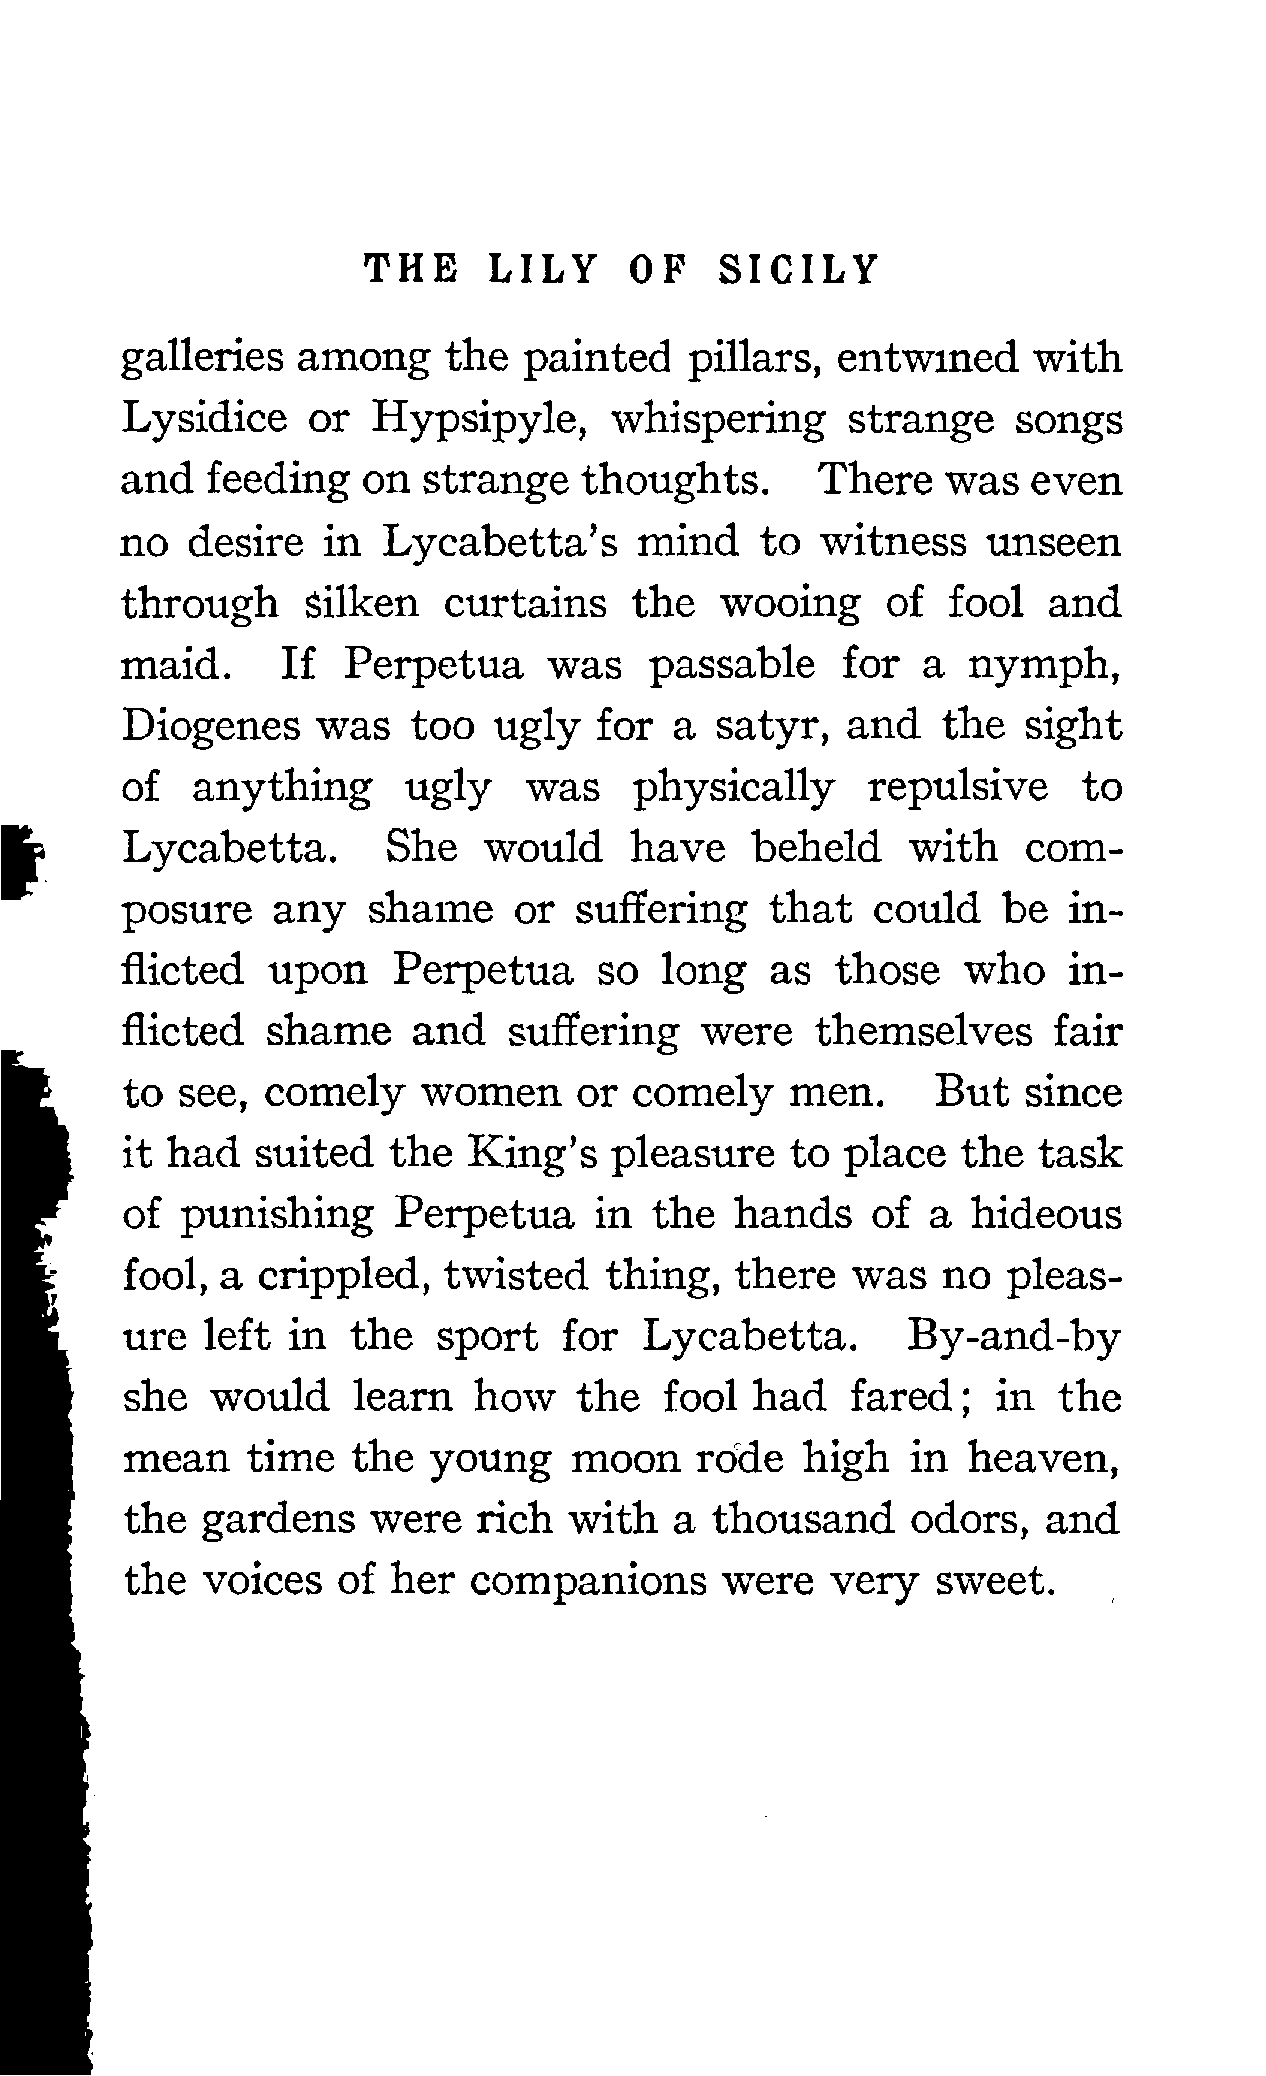 THE LILY OF SICILY
galleries among the painted pillars, entwined with
Lysidice or Hypsipyle, whispering strange songs
and feeding on strange thoughts. There was even
no desire in Lycabetta's mind to witness unseen
through silken curtains the wooing of fool and
maid. If Perpetua was passable for a nymph,
Diogenes was too ugly for a satyr, and the sight
of anything ugly was physically repulsive to
Lycabetta. She would have beheld with com-
posure any shame or suffering that could be in-
flicted upon Perpetua so long as those who in-
flicted shame and suffering were themselves fair
to see, comely women or comely men. But since
it had suited the King's pleasure to place the task
of punishing Perpetua in the hands of a hideous
fool, a crippled, twisted thing, there was no pleas-
ure left in the sport for Lycabetta. By-and-by
she would learn how the fool had fared; in the
mean time the young moon rode high in heaven,
the gardens were rich with a thousand odors, and
the voices of her companions were very sweet.